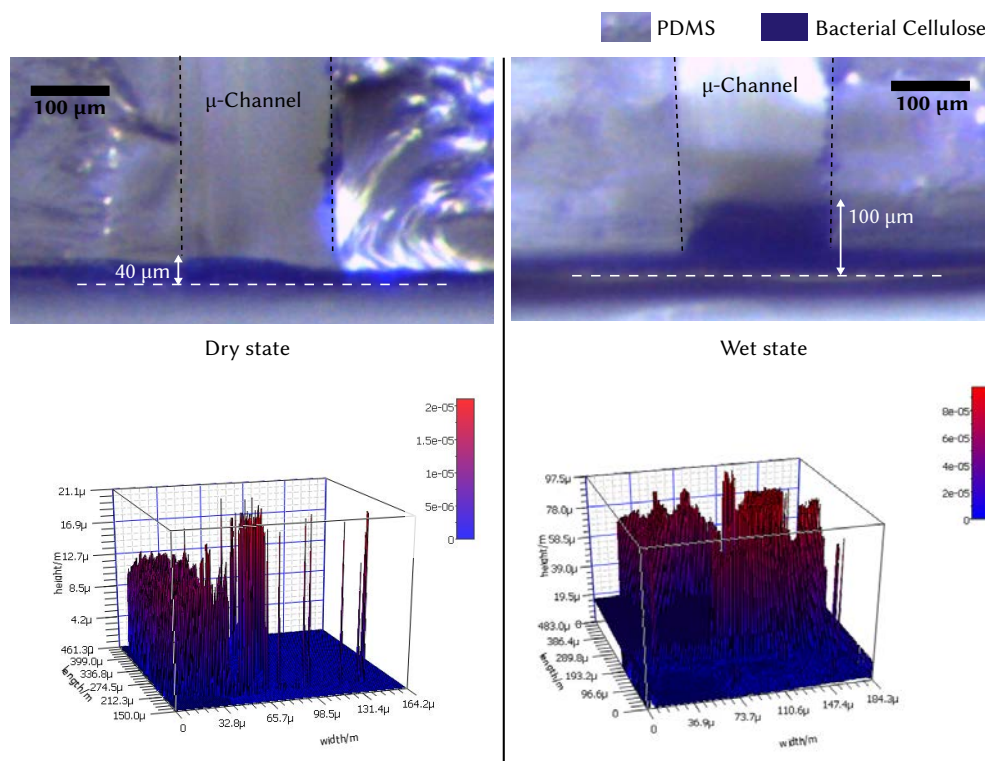 PDMS
Bacterial Cellulose
100 µm
µ-Channel
40 µm
µ-Channel
100 µm
100 µm
Dry state
Wet state
2e-05
1.5e-05
1e-05
5e-06
0
21.1µ
16.9µ
12.7µ
8.5µ
4.2µ
height/m
461.3µ
399.0µ
336.8µ
274.5µ
212.3µ
150.0µ
length/m
0
32.8µ
65.7µ
98.5µ
131.4µ
164.2µ
width/m
8e-05
6e-05
4e-05
2e-05
0
97.5µ
78.0µ
58.5µ
39.0µ
19.5µ
0
height/m
483.0µ
386.4µ
289.8µ
193.2µ
96.6µ
0
length/m
0
36.9µ
73.7µ
110.6µ
147.4µ
184.3µ
width/m